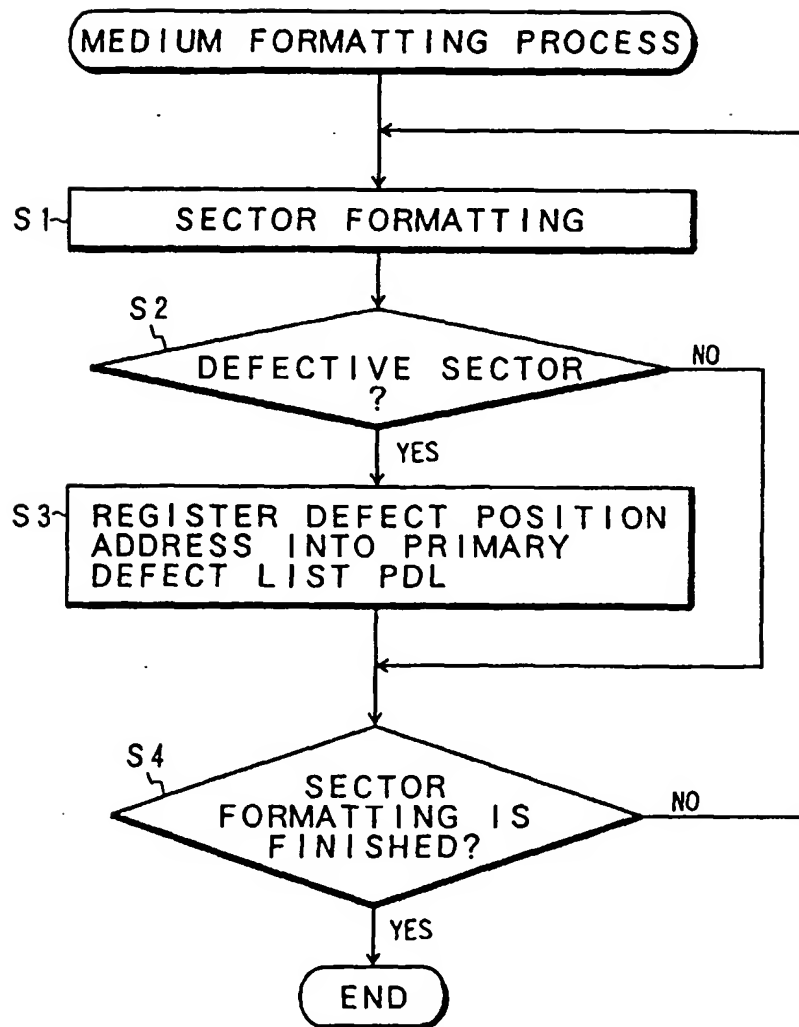 MEDIUM FORMATTING PROCESS
S1
SECTOR FORMATTING
S2
DEFECTIVE SECTOR
?
NO
YES
S3
REGISTER DEFECT POSITION
ADDRESS INTO PRIMARY
DEFECT LIST PDL
S4
SECTOR
FORMATTING IS
FINISHED?
NO
YES
END